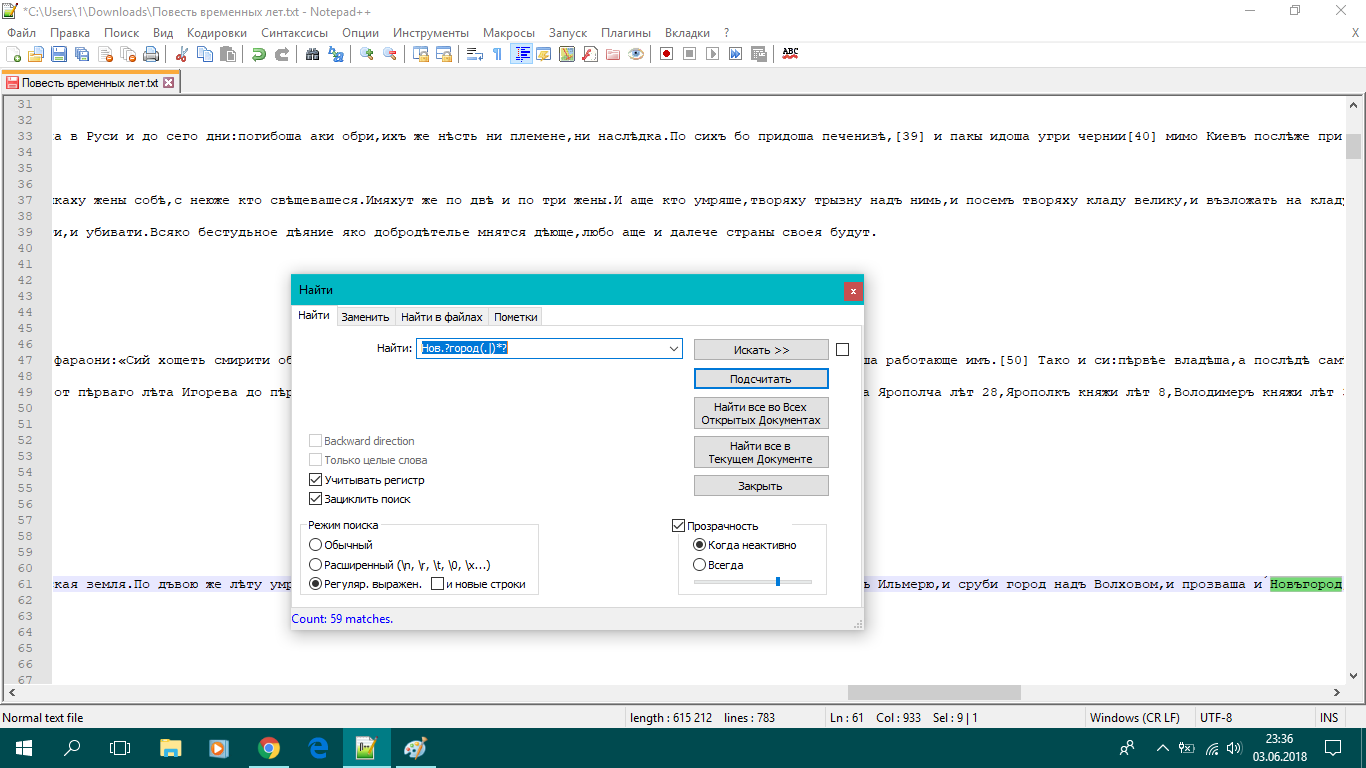 *C:\Users\1\Downloads\Повесть временных лет.txt - Notepad++
Файл Правка Поиск Вид Кодировки Синтаксисы Опции Инструменты Макросы Запуск Плагины Вкладки ? X
Повесть временных лет.txt
31
32
33 ка в Руси и до сего дни:погибоша аки обри,ихъ же нѣсть ни племене,ни наслѣдка.По сихъ бо придоша печенизѣ,[39] и пакы идоша угри чернии[40] мимо Киевъ послѣже при
34
35
36
37 каху жены собѣ,с неюже кто свѣщевашеся.Имяхут же по двѣ и по три жены.И аще кто умряше,творяху трызну надъ нимь,и посемъ творяху кладу велику,и възложать на клад
38
39 и,и убивати.Всяко бестудьное дѣяние яко добродѣтелье мнятся дѣюще,любо аще и далече страны своея будут.
40
41
42
43
44
45
46
47 фараони:«Сий хощеть смирити об ша работающе имъ.[50] Тако и си:пѣрвѣе владѣша,а послѣдѣ сам
48
49 от пѣрваго лѣта Игорева до пѣр а Ярополча лѣт 28,Ярополкъ княжи лѣт 8,Володимеръ княжи лѣт
50
51
52
53
54
55
56
57
58
59
60
61 кая земля.По дъвою же лѣту умр ъ Ильмерю,и сруби город надъ Волховом,и прозваша и Новъгород
62
63
64
65
66
67
Найти x
Найти Заменить Найти в файлах Пометки
Найти: Нов.?город(.|)*?
Искать >>
Подсчитать
Найти все во Всех
Открытых Документах
Найти все в
Текущем Документе
Закрыть
Backward direction
Только целые слова
Учитывать регистр
Зациклить поиск
Режим поиска
Обычный
Расширенный (\n, \r, \t, \0, \x...)
Регуляр. выражен. и новые строки
Прозрачность
Когда неактивно
Всегда
Count: 59 matches.
Normal text file length : 615 212 lines : 783 Ln : 61 Col : 933 Sel : 9 | 1 Windows (CR LF) UTF-8 INS
23:36
03.06.2018